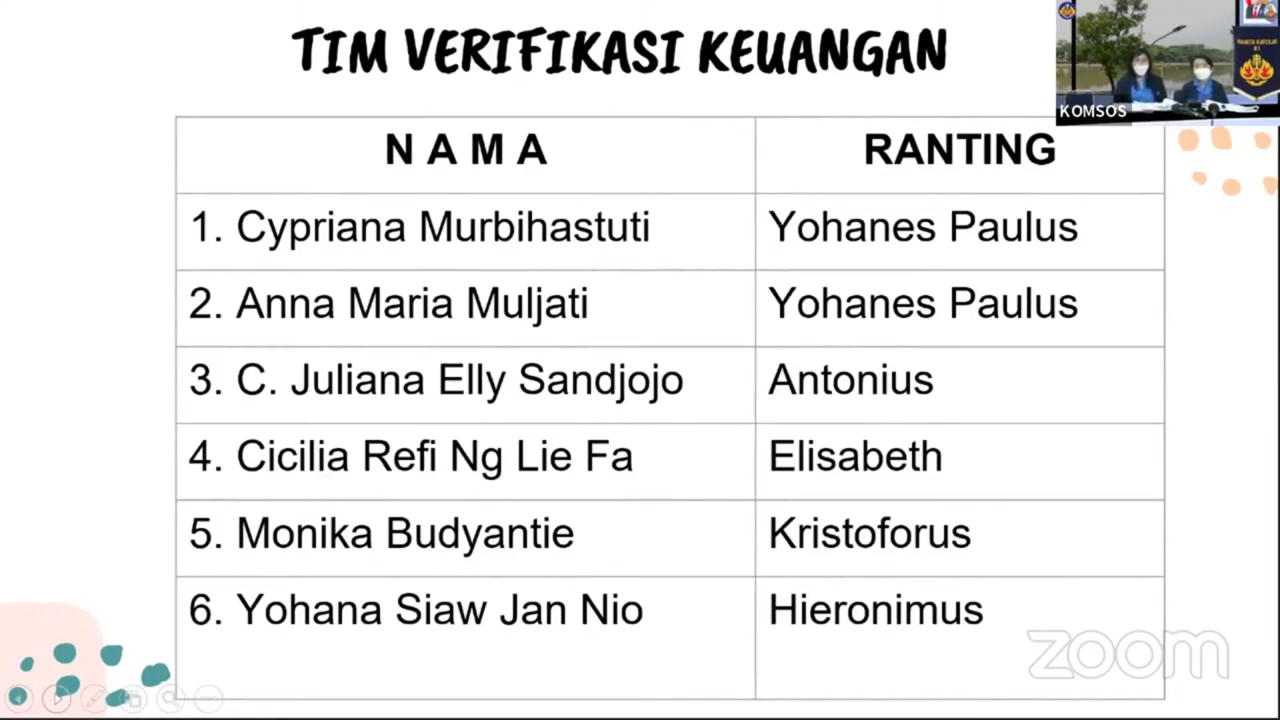 TIM VERIFIKASI KEUANGAN
KOMSOS
N A M A RANTING
1. Cypriana Murbihastuti Yohanes Paulus
2. Anna Maria Muljati Yohanes Paulus
3. C. Juliana Elly Sandjojo Antonius
4. Cicilia Refi Ng Lie Fa Elisabeth
5. Monika Budyantie Kristoforus
6. Yohana Siaw Jan Nio Hieronimus
zoom